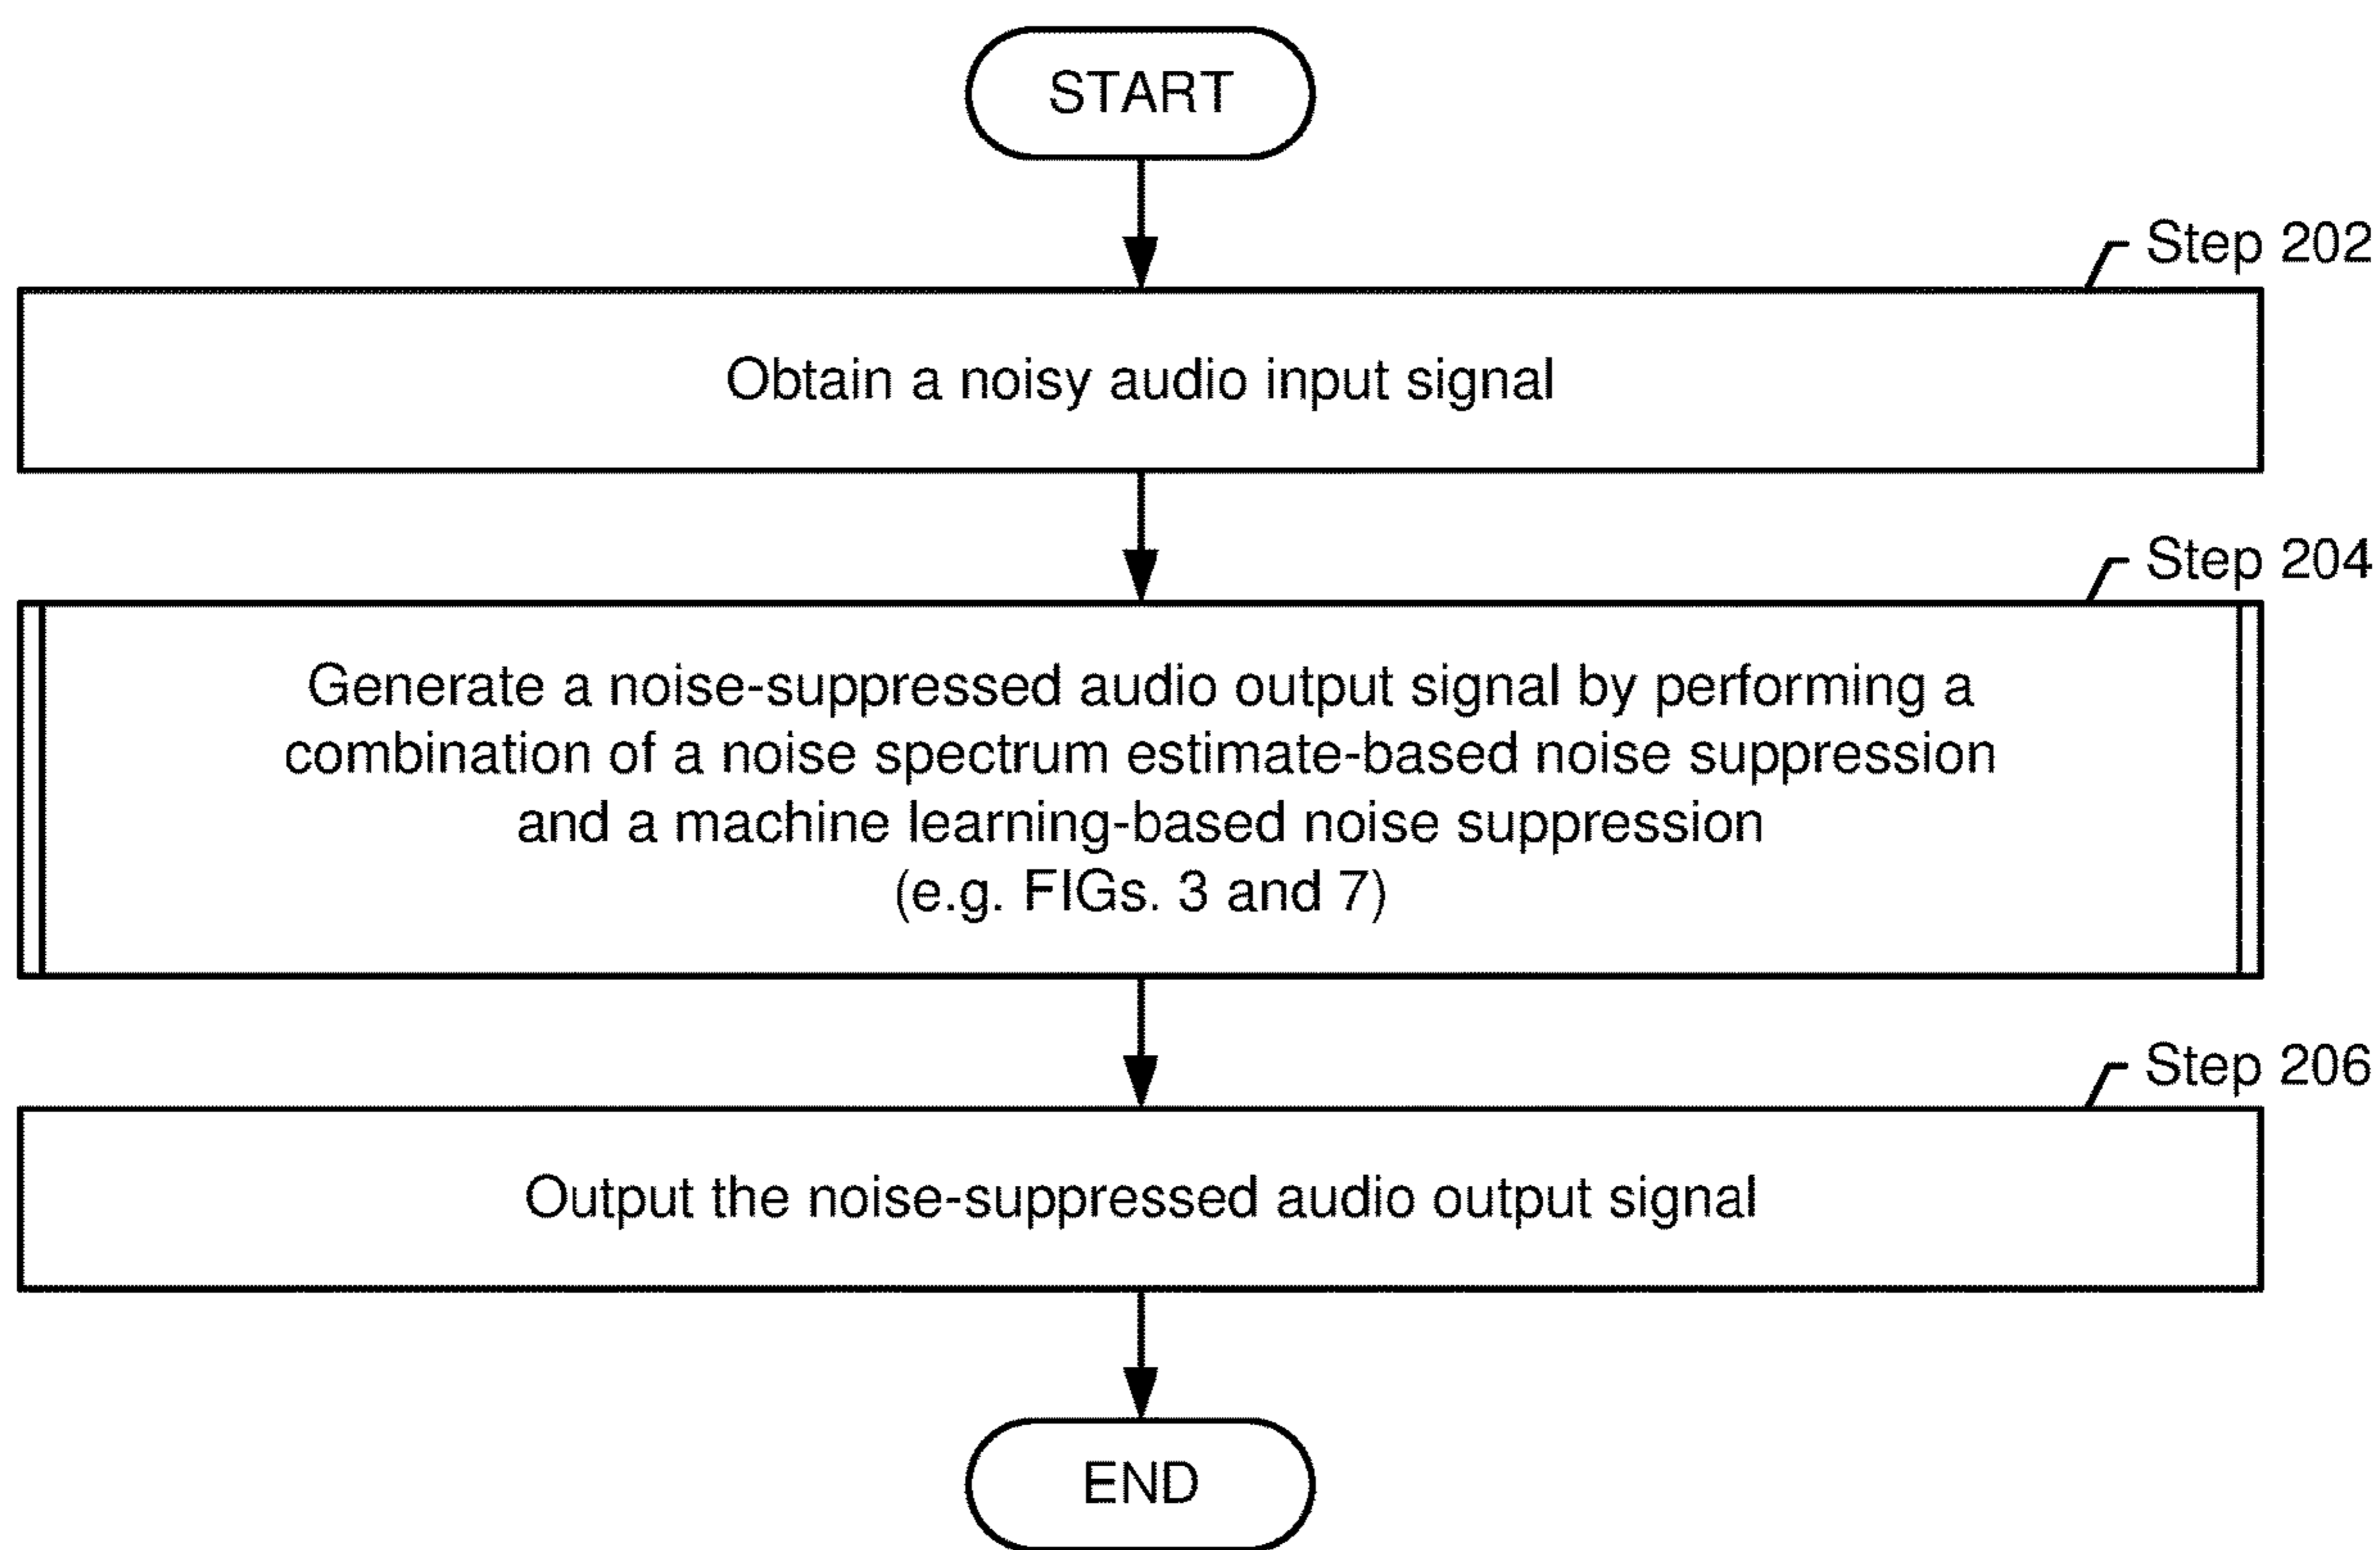 START
Step 202
Obtain a noisy audio input signal
Step 204
Generate a noise-suppressed audio output signal by performing a
combination of a noise spectrum estimate-based noise suppression
and a machine learning-based noise suppression
(e.g. FIGs. 3 and 7)
Step 206
Output the noise-suppressed audio output signal
END